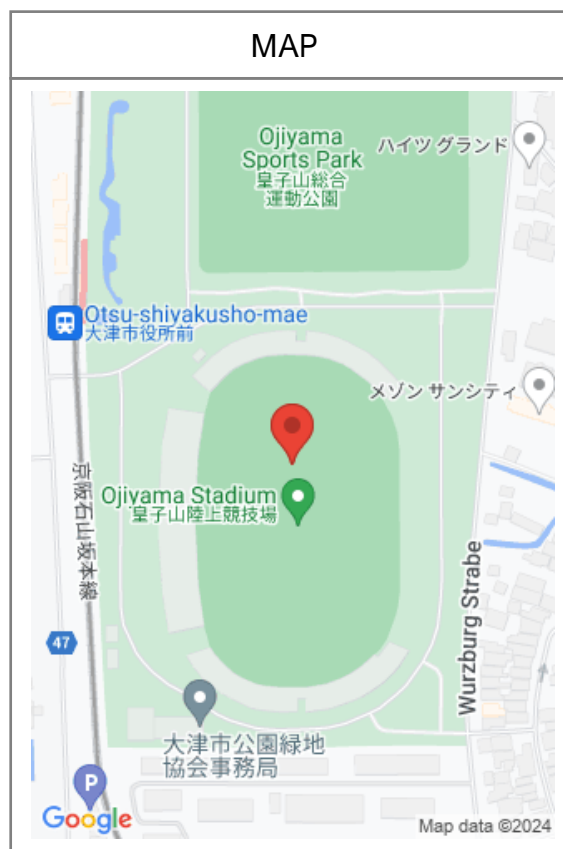 MAP
Ojiyama
Sports Park
皇子山総合
運動公園
ハイツ グランド
Otsu-shiyakusho-mae
大津市役所前
メゾン サンシティ
京阪石山坂本線
Ojiyama Stadium
皇子山陸上競技場
Wurzburg Strabe
47
大津市公園緑地
協会事務局
P
Google
Map data ©2024